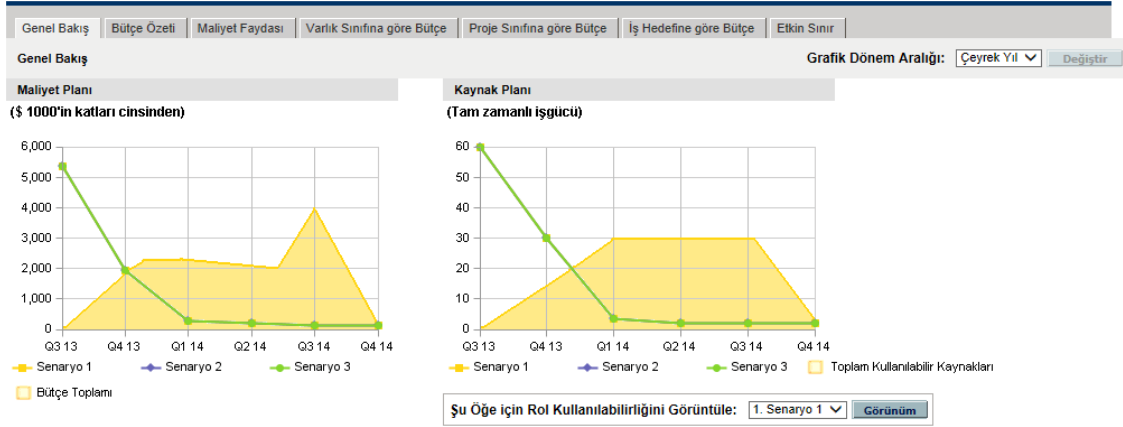 Genel Bakış Bütçe Özeti Maliyet Faydası Varlık Sınıfına göre Bütçe Proje Sınıfına göre Bütçe İş Hedefine göre Bütçe Etkin Sınır
Genel Bakış Grafik Dönem Aralığı: Çeyrek Yıl Değiştir
Maliyet Planı
($ 1000'in katları cinsinden)
6,000
5,000
4,000
3,000
2,000
1,000
0
Q3 13 Q4 13 Q1 14 Q2 14 Q3 14 Q4 14
Senaryo 1 Senaryo 2 Senaryo 3
Bütçe Toplamı
Kaynak Planı
(Tam zamanlı işgücü)
60
50
40
30
20
10
0
Q3 13 Q4 13 Q1 14 Q2 14 Q3 14 Q4 14
Senaryo 1 Senaryo 2 Senaryo 3 Toplam Kullanılabilir Kaynakları
Şu Öğe için Rol Kullanılabilirliğini Görüntüle: 1. Senaryo 1 Görünüm